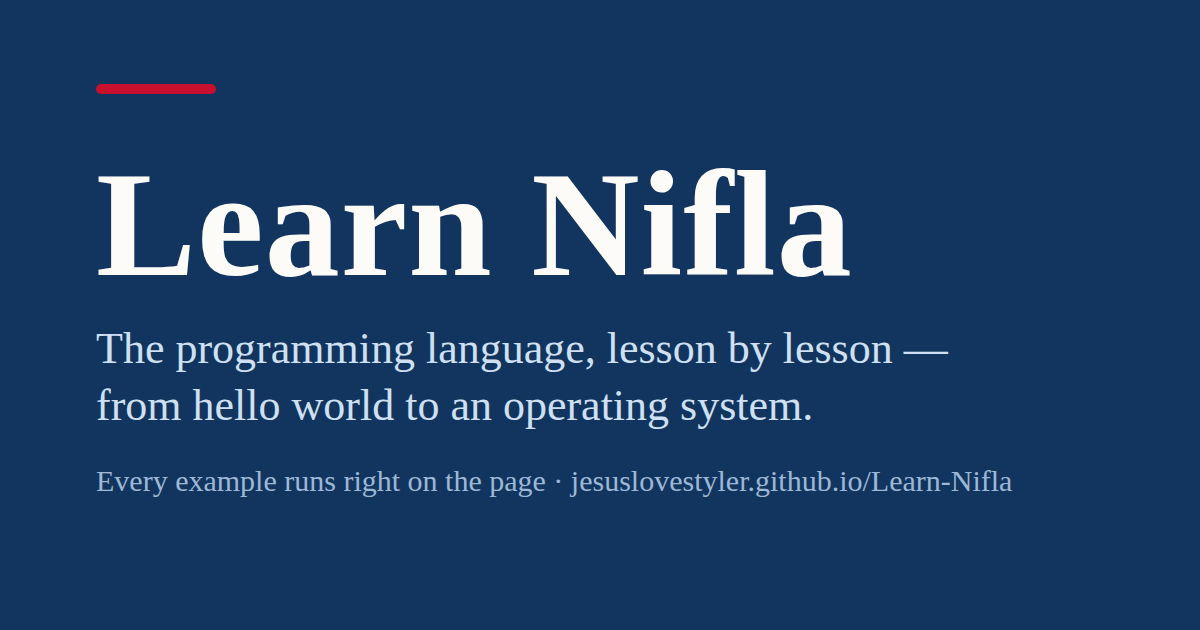 Learn Nifla
The programming language, lesson by lesson —
from hello world to an operating system.
Every example runs right on the page · jesuslovestyler.github.io/Learn-Nifla